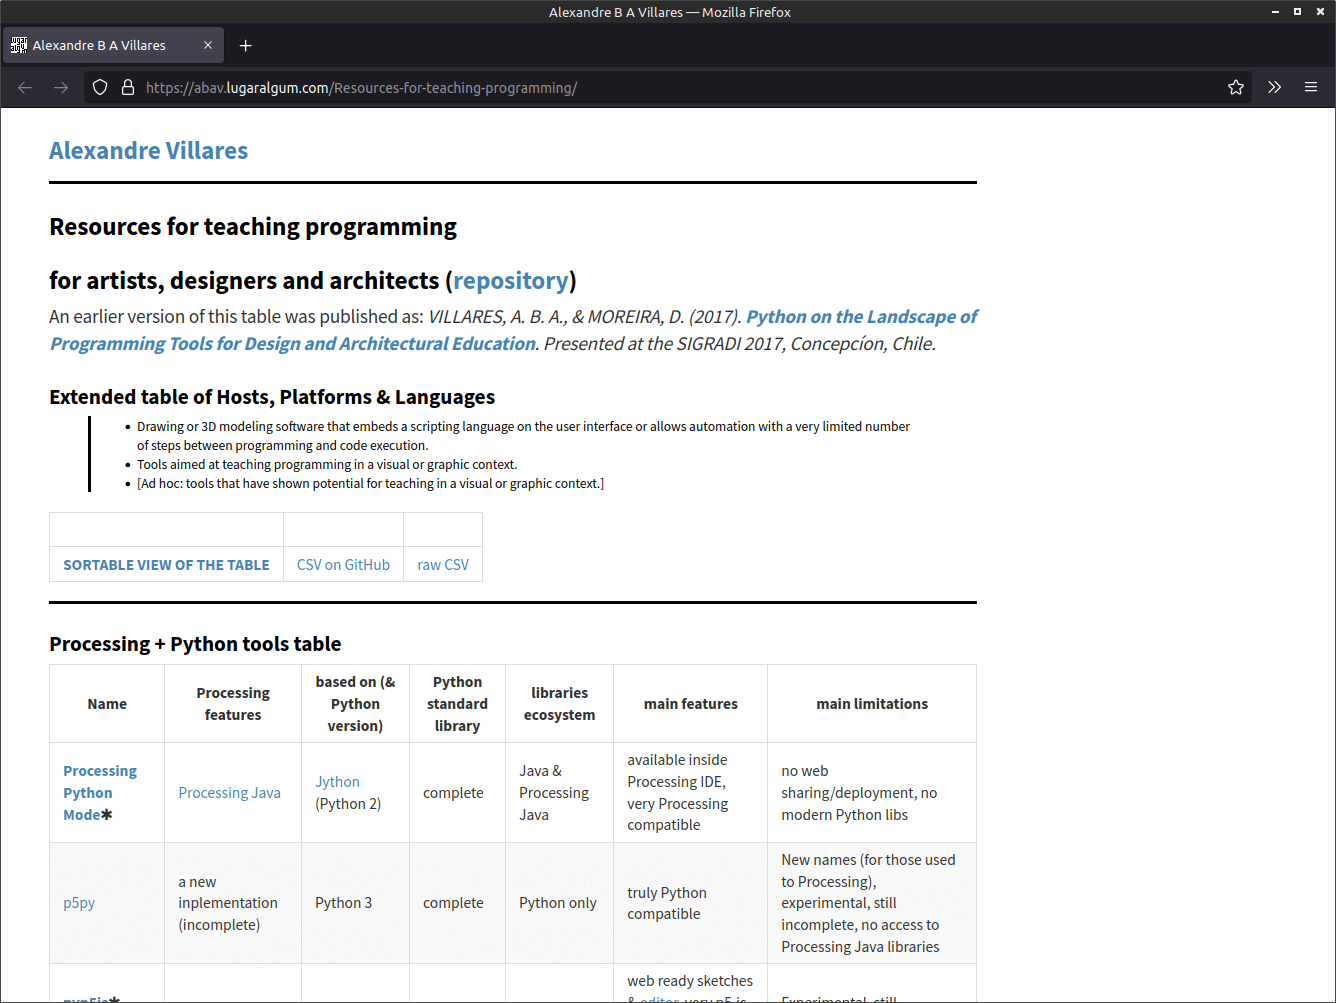 Alexandre B A Villares — Mozilla Firefox
Alexandre B A Villares
https://abav.lugaralgum.com/Resources-for-teaching-programming/
Alexandre Villares
Resources for teaching programming
for artists, designers and architects (repository)
An earlier version of this table was published as: VILLARES, A. B. A., & MOREIRA, D. (2017). Python on the Landscape of
Programming Tools for Design and Architectural Education. Presented at the SIGRADI 2017, Concepcíon, Chile.
Extended table of Hosts, Platforms & Languages
• Drawing or 3D modeling software that embeds a scripting language on the user interface or allows automation with a very limited number
of steps between programming and code execution.
• Tools aimed at teaching programming in a visual or graphic context.
• [Ad hoc: tools that have shown potential for teaching in a visual or graphic context.]
SORTABLE VIEW OF THE TABLE CSV on GitHub raw CSV
Processing + Python tools table
Name
Processing
features
based on (&
Python
version)
Python
standard
library
libraries
ecosystem
main features
main limitations
Processing
Python
Mode✱
Processing Java
Jython
(Python 2)
complete
Java &
Processing
Java
available inside
Processing IDE,
very Processing
compatible
no web
sharing/deployment, no
modern Python libs
p5py
a new
inplementation
(incomplete)
Python 3
complete
Python only
truly Python
compatible
New names (for those used
to Processing),
experimental, still
incomplete, no access to
Processing Java libraries
pyp5js✱
web ready sketches
& editor, very p5 js
Experimental, still